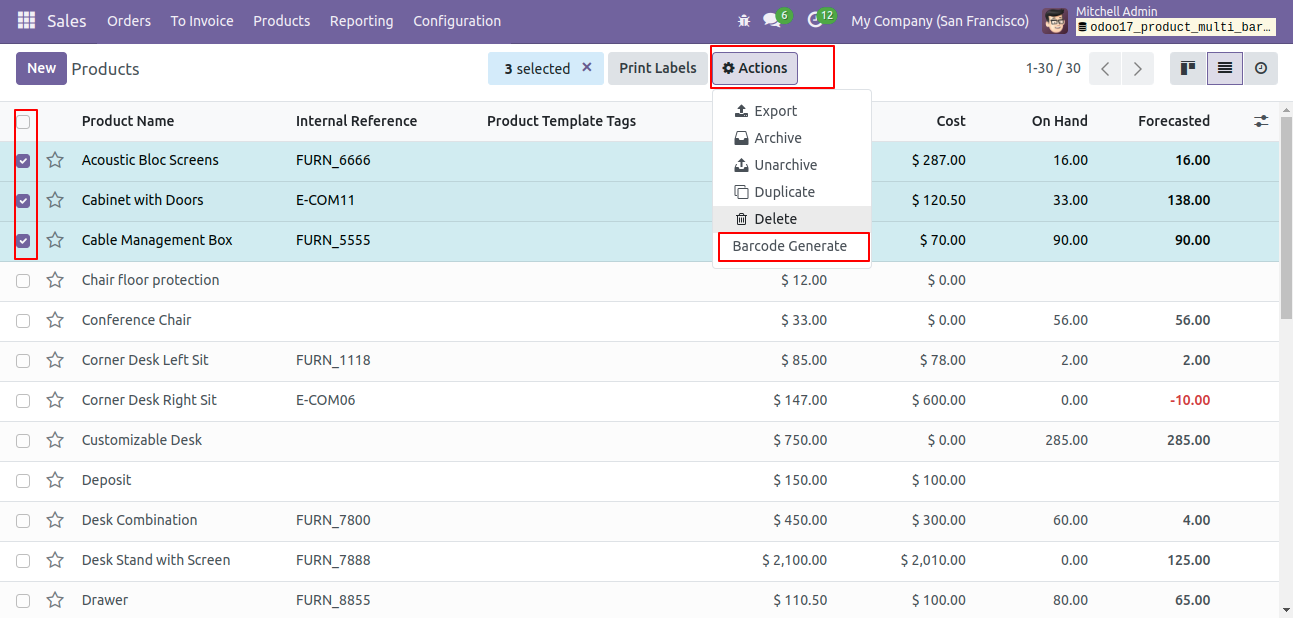 Sales Orders To Invoice Products Reporting Configuration 6 12 My Company (San Francisco) Mitchell Admin
odoo17_product_multi_bar...
New Products 3 selected × Print Labels Actions 1-30 / 30
Export
Archive
Unarchive
Duplicate
Delete
Barcode Generate
Product Name Internal Reference Product Template Tags Cost On Hand Forecasted
Acoustic Bloc Screens FURN_6666 $ 287.00 16.00 16.00
Cabinet with Doors E-COM11 $ 120.50 33.00 138.00
Cable Management Box FURN_5555 $ 70.00 90.00 90.00
Chair floor protection $ 12.00 $ 0.00
Conference Chair $ 33.00 $ 0.00 56.00 56.00
Corner Desk Left Sit FURN_1118 $ 85.00 $ 78.00 2.00 2.00
Corner Desk Right Sit E-COM06 $ 147.00 $ 600.00 0.00 -10.00
Customizable Desk $ 750.00 $ 0.00 285.00 285.00
Deposit $ 150.00 $ 100.00
Desk Combination FURN_7800 $ 450.00 $ 300.00 60.00 4.00
Desk Stand with Screen FURN_7888 $ 2,100.00 $ 2,010.00 0.00 125.00
Drawer FURN_8855 $ 110.50 $ 100.00 80.00 65.00